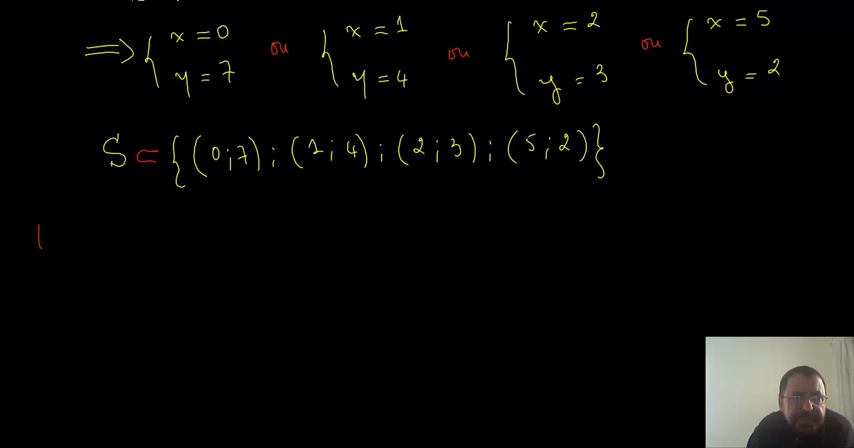 ⟹ { x = 0 ou { x = 1 ou { x = 2 ou { x = 5
y = 7 y = 4 y = 3 y = 2
S ⊂ {(0;7);(1;4);(2;3);(5;2)}